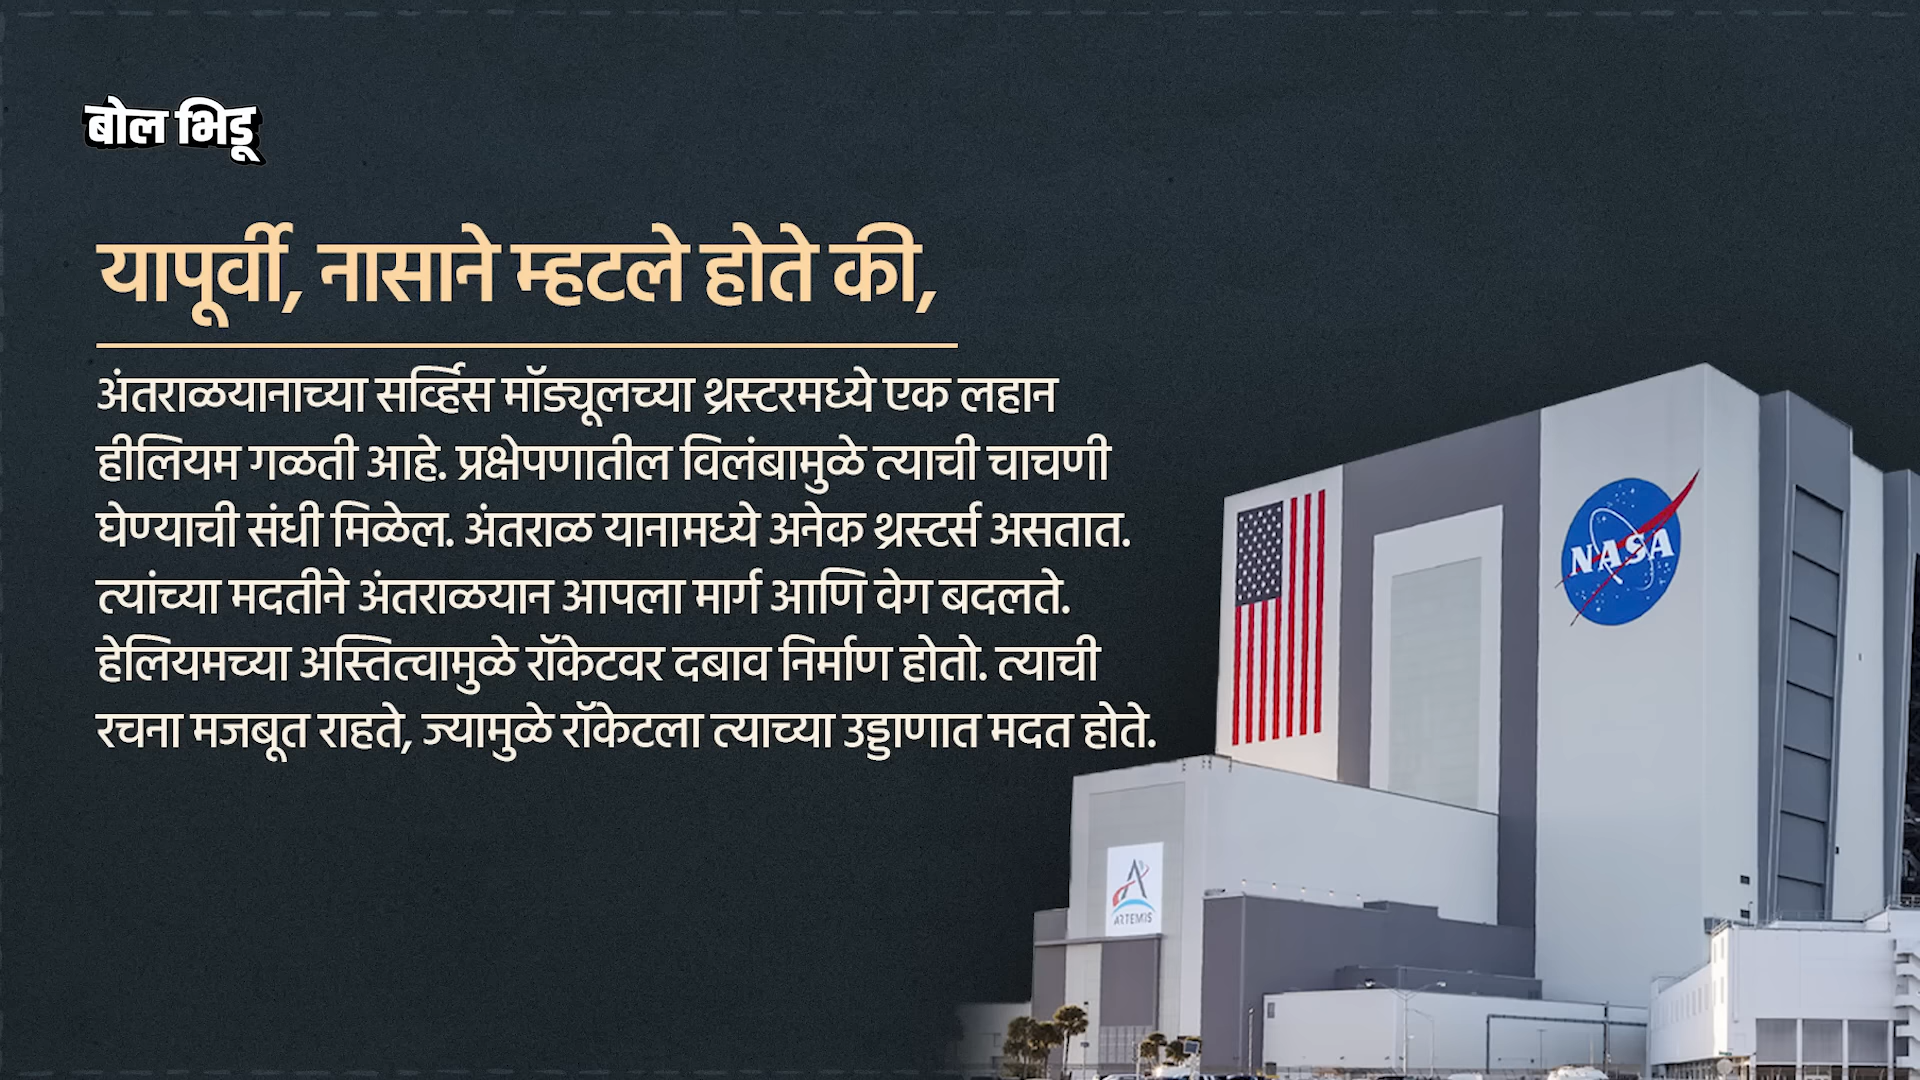 बोल भिडू
यापूर्वी, नासाने म्हटले होते की,
अंतराळयानाच्या सर्व्हिस मॉड्यूलच्या थ्रस्टरमध्ये एक लहान
हीलियम गळती आहे. प्रक्षेपणातील विलंबामुळे त्याची चाचणी
घेण्याची संधी मिळेल. अंतराळ यानामध्ये अनेक थ्रस्टर्स असतात.
त्यांच्या मदतीने अंतराळयान आपला मार्ग आणि वेग बदलते.
हेलियमच्या अस्तित्वामुळे रॉकेटवर दबाव निर्माण होतो. त्याची
रचना मजबूत राहते, ज्यामुळे रॉकेटला त्याच्या उड्डाणात मदत होते.
NASA
ARTEMIS